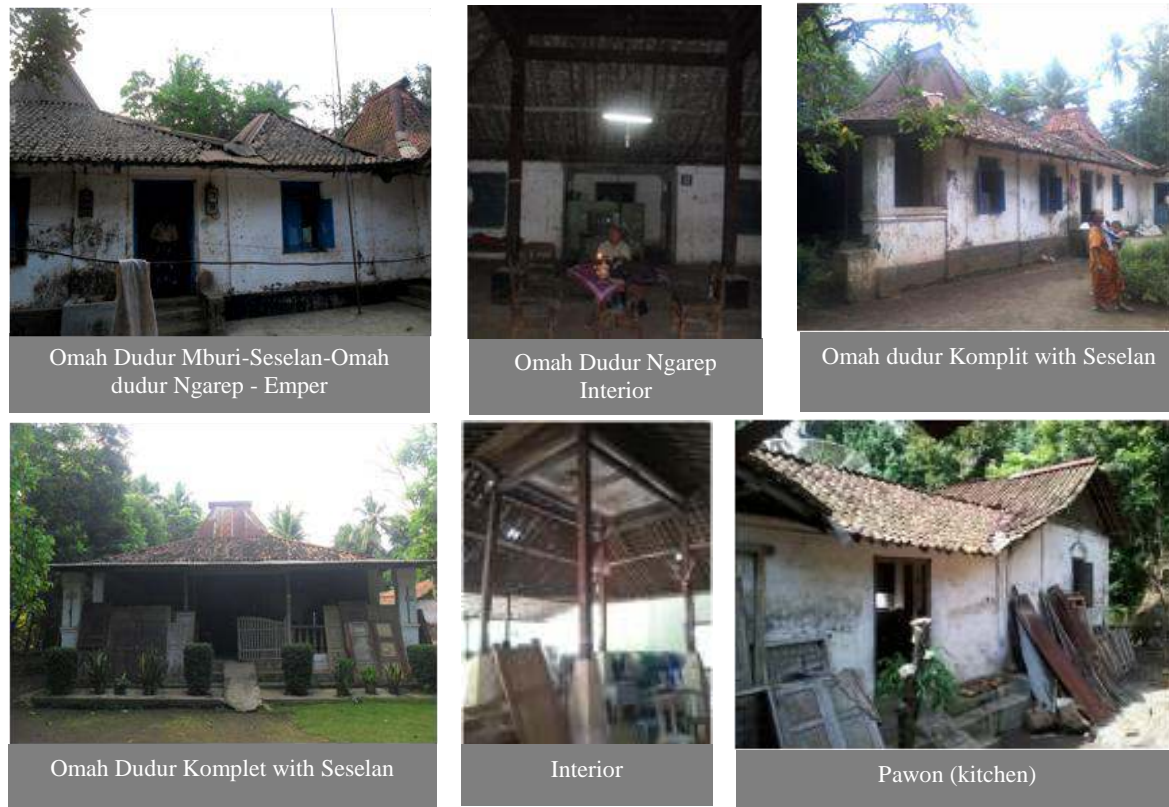 Omah Dudur Mburi-Seselan-Omah
dudur Ngarep - Emper
Omah Dudur Ngarep
Interior
Omah dudur Komplit with Seselan
Omah Dudur Komplet with Seselan
Interior
Pawon (kitchen)